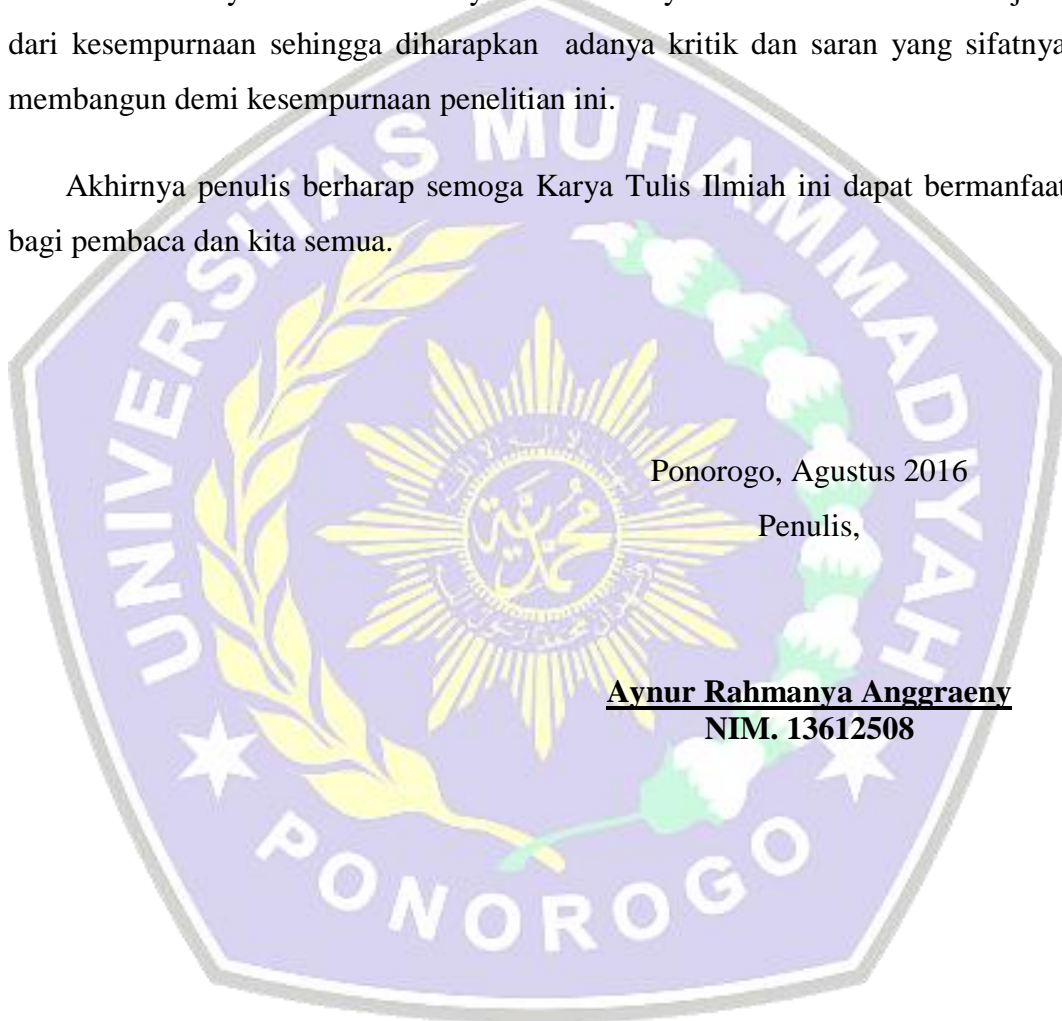 dari kesempurnaan sehingga diharapkan adanya kritik dan saran yang sifatnya
membangun demi kesempurnaan penelitian ini.
Akhirnya penulis berharap semoga Karya Tulis Ilmiah ini dapat bermanfaat
bagi pembaca dan kita semua.
Ponorogo, Agustus 2016
Penulis,
Aynur Rahmanya Anggraeny
NIM. 13612508
UNIVERSITAS MUHAMMADIYAH
PONOROGO
محمدية